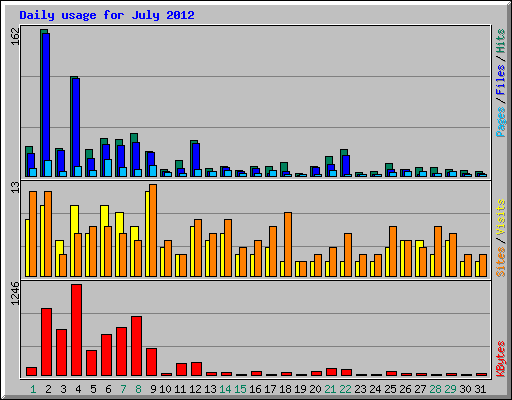 Daily usage for July 2012
162
Pages / Files / Hits
13
Sites / Visits
1246
KBytes
1 2 3 4 5 6 7 8 9 10 11 12 13 14 15 16 17 18 19 20 21 22 23 24 25 26 27 28 29 30 31